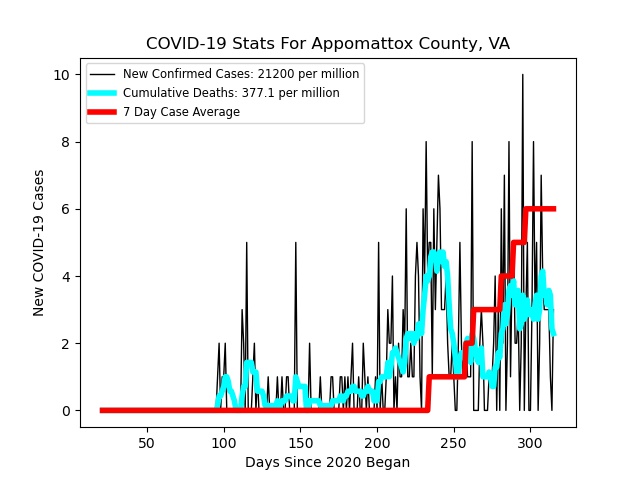 COVID-19 Stats For Appomattox County, VA
New Confirmed Cases: 21200 per million
Cumulative Deaths: 377.1 per million
7 Day Case Average
10
8
6
4
2
0
New COVID-19 Cases
50 100 150 200 250 300
Days Since 2020 Began